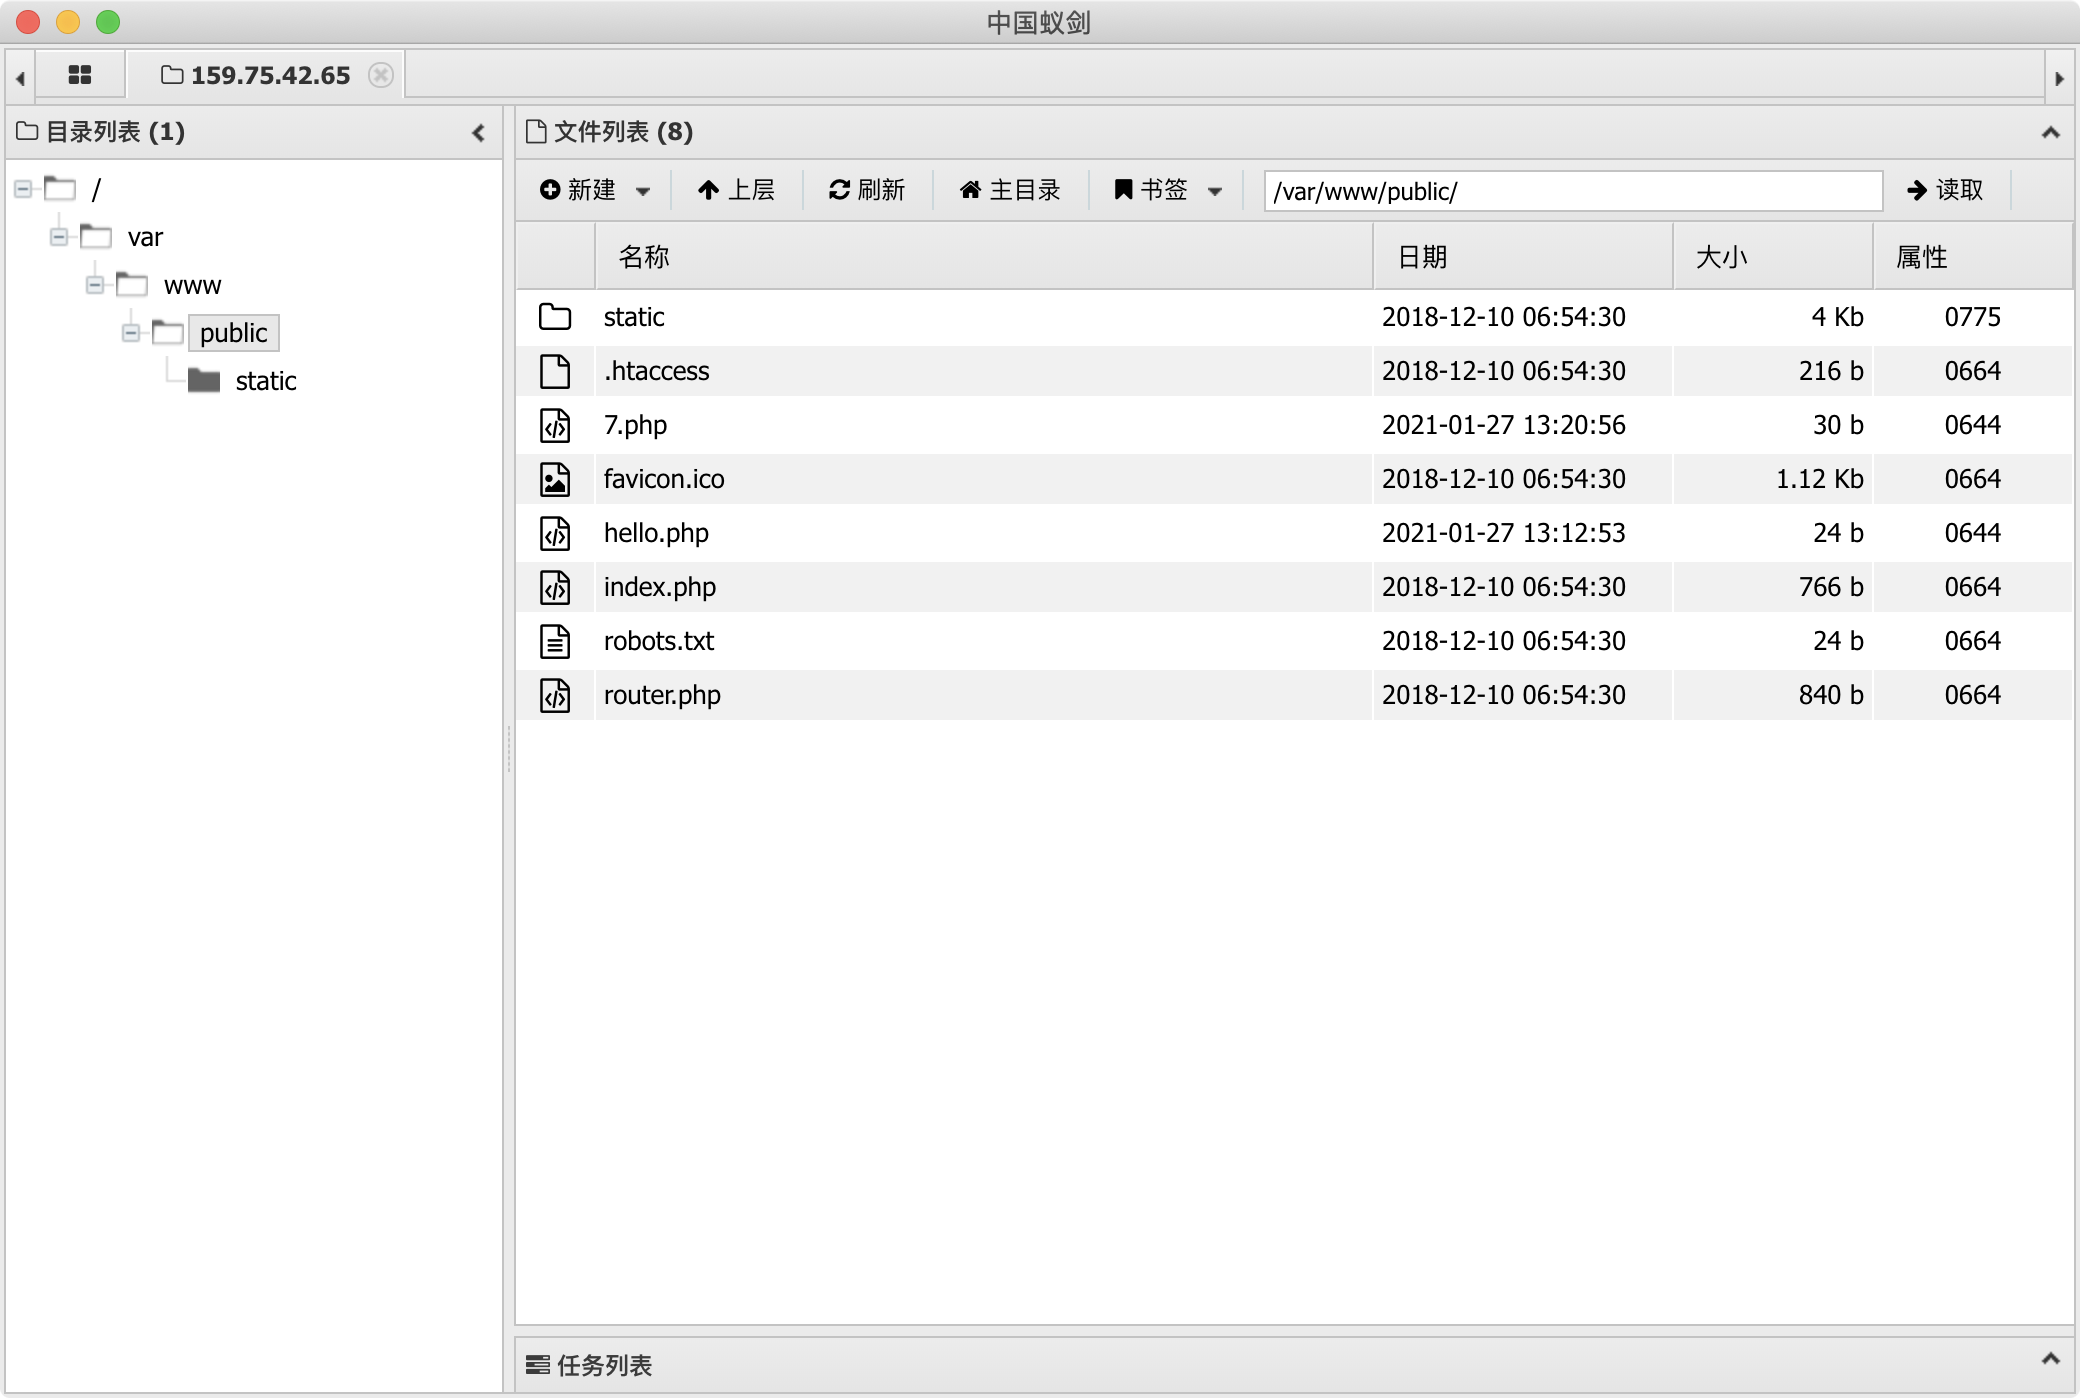 中国蚁剑
159.75.42.65
目录列表 (1)
/
var
www
public
static
文件列表 (8)
新建 上层 刷新 主目录 书签 /var/www/public/ 读取
名称 日期 大小 属性
static 2018-12-10 06:54:30 4 Kb 0775
.htaccess 2018-12-10 06:54:30 216 b 0664
7.php 2021-01-27 13:20:56 30 b 0644
favicon.ico 2018-12-10 06:54:30 1.12 Kb 0664
hello.php 2021-01-27 13:12:53 24 b 0644
index.php 2018-12-10 06:54:30 766 b 0664
robots.txt 2018-12-10 06:54:30 24 b 0664
router.php 2018-12-10 06:54:30 840 b 0664
任务列表